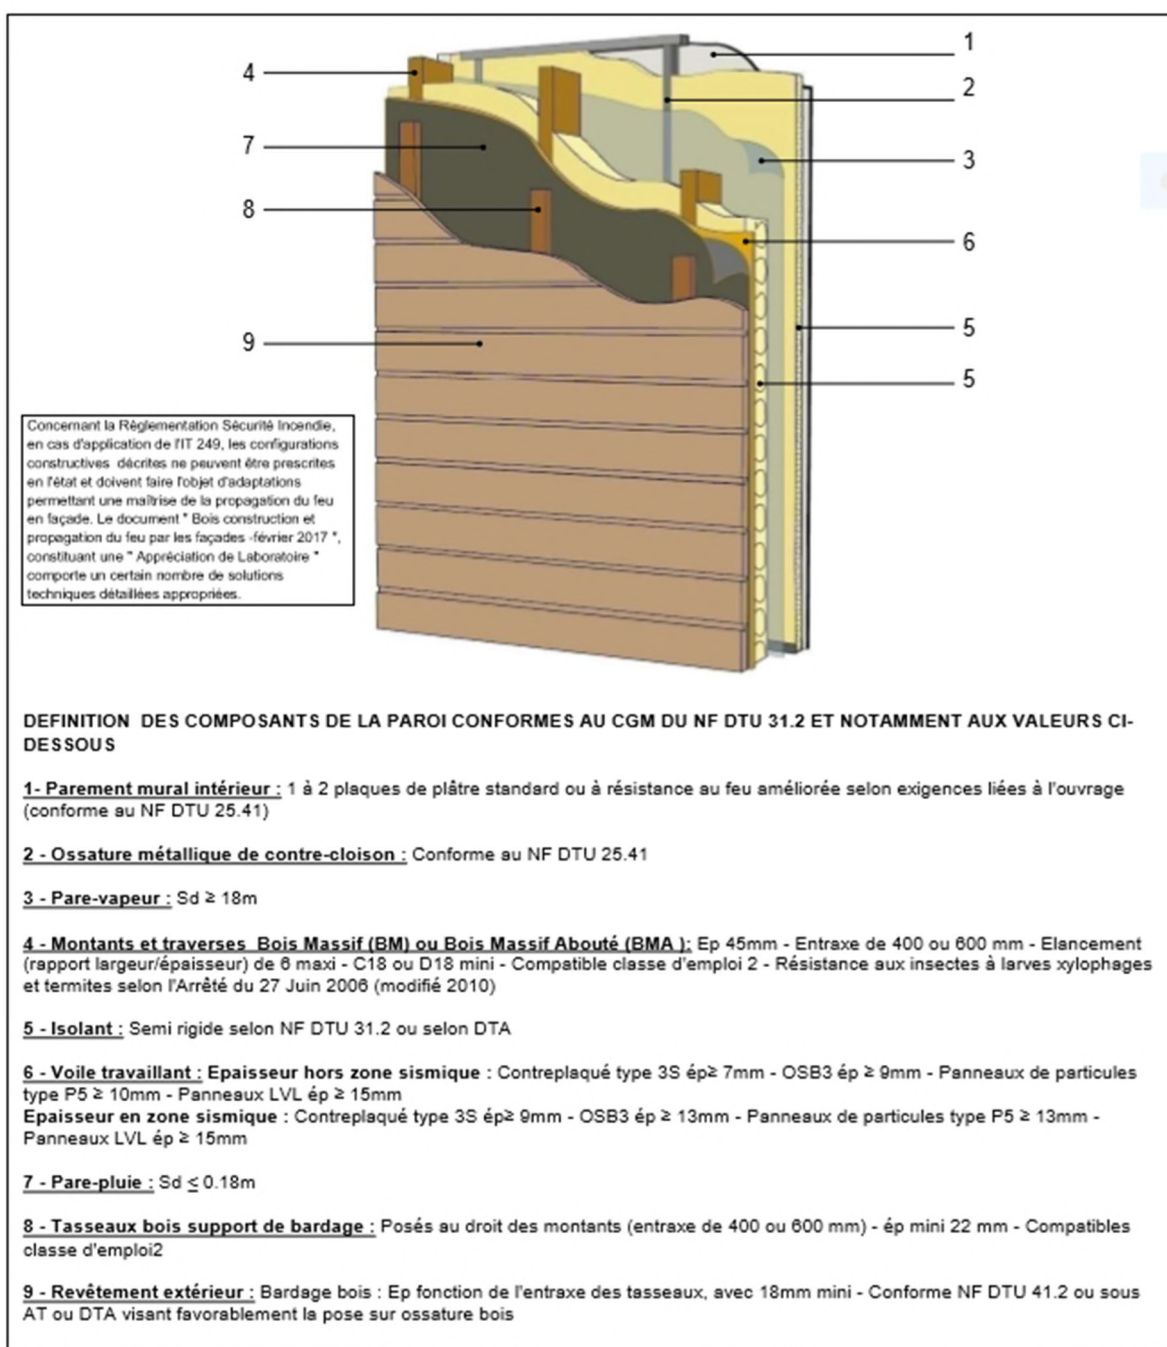 1
4
2
7
3
8
6
5
9
5
Concernant la Règlementation Sécurité Incendie,
en cas d'application de l'IT 249, les configurations
constructives décrites ne peuvent être prescrites
en l'état et doivent faire l'objet d'adaptations
permettant une maîtrise de la propagation du feu
en façade. Le document " Bois construction et
propagation du feu par les façades -février 2017 ",
constituant une " Appréciation de Laboratoire "
comporte un certain nombre de solutions
techniques détaillées appropriées.
DEFINITION DES COMPOSANTS DE LA PAROI CONFORMES AU CGM DU NF DTU 31.2 ET NOTAMMENT AUX VALEURS CI-
DESSOUS
1- Parement mural intérieur : 1 à 2 plaques de plâtre standard ou à résistance au feu améliorée selon exigences liées à l'ouvrage
(conforme au NF DTU 25.41)
2 - Ossature métallique de contre-cloison : Conforme au NF DTU 25.41
3 - Pare-vapeur : Sd ≥ 18m
4 - Montants et traverses Bois Massif (BM) ou Bois Massif Abouté (BMA ): Ep 45mm - Entraxe de 400 ou 600 mm - Elancement
(rapport largeur/épaisseur) de 6 maxi - C18 ou D18 mini - Compatible classe d'emploi 2 - Résistance aux insectes à larves xylophages
et termites selon l'Arrêté du 27 Juin 2006 (modifié 2010)
5 - Isolant : Semi rigide selon NF DTU 31.2 ou selon DTA
6 - Voile travaillant : Epaisseur hors zone sismique : Contreplaqué type 3S ép≥ 7mm - OSB3 ép ≥ 9mm - Panneaux de particules
type P5 ≥ 10mm - Panneaux LVL ép ≥ 15mm
Epaisseur en zone sismique : Contreplaqué type 3S ép≥ 9mm - OSB3 ép ≥ 13mm - Panneaux de particules type P5 ≥ 13mm -
Panneaux LVL ép ≥ 15mm
7 - Pare-pluie : Sd ≤ 0.18m
8 - Tasseaux bois support de bardage : Posés au droit des montants (entraxe de 400 ou 600 mm) - ép mini 22 mm - Compatibles
classe d'emploi2
9 - Revêtement extérieur : Bardage bois : Ep fonction de l'entraxe des tasseaux, avec 18mm mini - Conforme NF DTU 41.2 ou sous
AT ou DTA visant favorablement la pose sur ossature bois